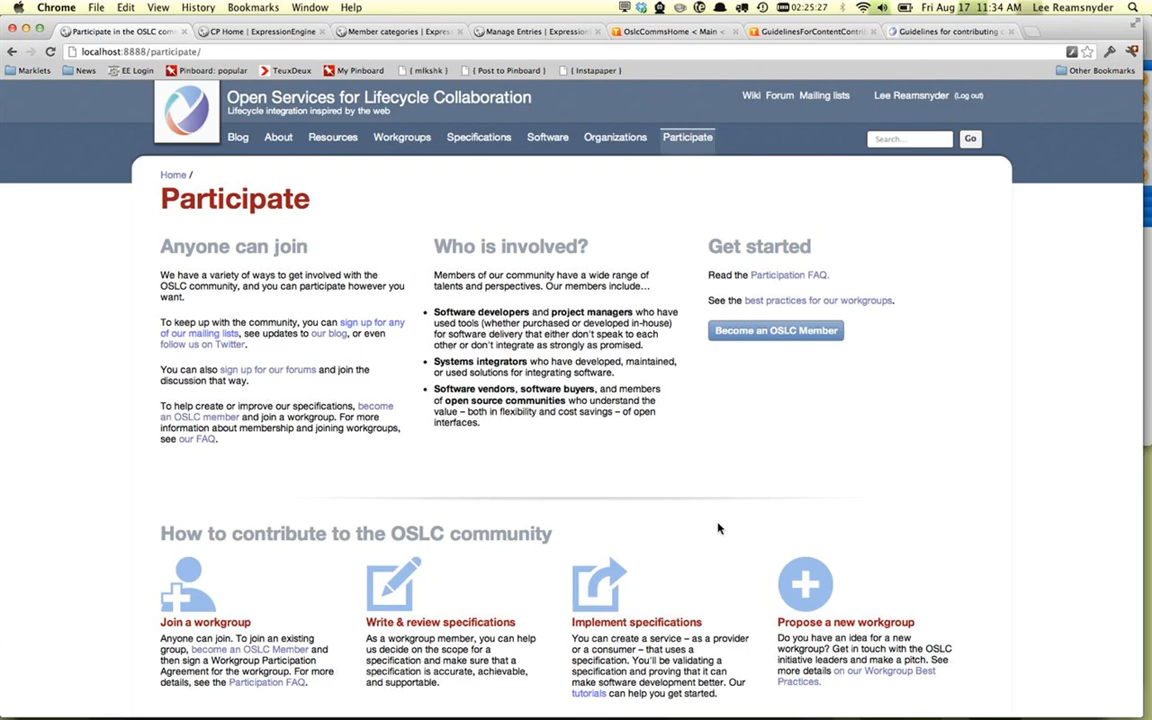 Chrome File Edit View History Bookmarks Window Help 02:25:27 Fri Aug 17 11:34 AM Lee Reamsnyder
Participate in the OSLC com CP Home | ExpressionEngine Member categories | Expres Manage Entries | Expression OslcCommsHome < Main < GuidelinesForContentContrib Guidelines for contributing c
localhost:8888/participate/
Marklets News EE Login Pinboard: popular TeuxDeux My Pinboard { mlkshk } { Post to Pinboard } { Instapaper } Other Bookmarks
Open Services for Lifecycle Collaboration
Lifecycle integration inspired by the web
Wiki Forum Mailing lists Lee Reamsnyder (Log out)
Blog About Resources Workgroups Specifications Software Organizations Participate Search... Go
Home /
Participate
Anyone can join
We have a variety of ways to get involved with the
OSLC community, and you can participate however you
want.
To keep up with the community, you can sign up for any
of our mailing lists, see updates to our blog, or even
follow us on Twitter.
You can also sign up for our forums and join the
discussion that way.
To help create or improve our specifications, become
an OSLC member and join a workgroup. For more
information about membership and joining workgroups,
see our FAQ.
Who is involved?
Members of our community have a wide range of
talents and perspectives. Our members include…
• Software developers and project managers who have
used tools (whether purchased or developed in-house)
for software delivery that either don't speak to each
other or don't integrate as strongly as promised.
• Systems integrators who have developed, maintained,
or used solutions for integrating software.
• Software vendors, software buyers, and members
of open source communities who understand the
value – both in flexibility and cost savings – of open
interfaces.
Get started
Read the Participation FAQ.
See the best practices for our workgroups.
Become an OSLC Member
How to contribute to the OSLC community
Join a workgroup
Anyone can join. To join an existing
group, become an OSLC Member and
then sign a Workgroup Participation
Agreement for the workgroup. For more
details, see the Participation FAQ.
Write & review specifications
As a workgroup member, you can help
us decide on the scope for a
specification and make sure that a
specification is accurate, achievable,
and supportable.
Implement specifications
You can create a service – as a provider
or a consumer – that uses a
specification. You'll be validating a
specification and proving that it can
make software development better. Our
tutorials can help you get started.
Propose a new workgroup
Do you have an idea for a new
workgroup? Get in touch with the OSLC
initiative leaders and make a pitch. See
more details on our Workgroup Best
Practices.